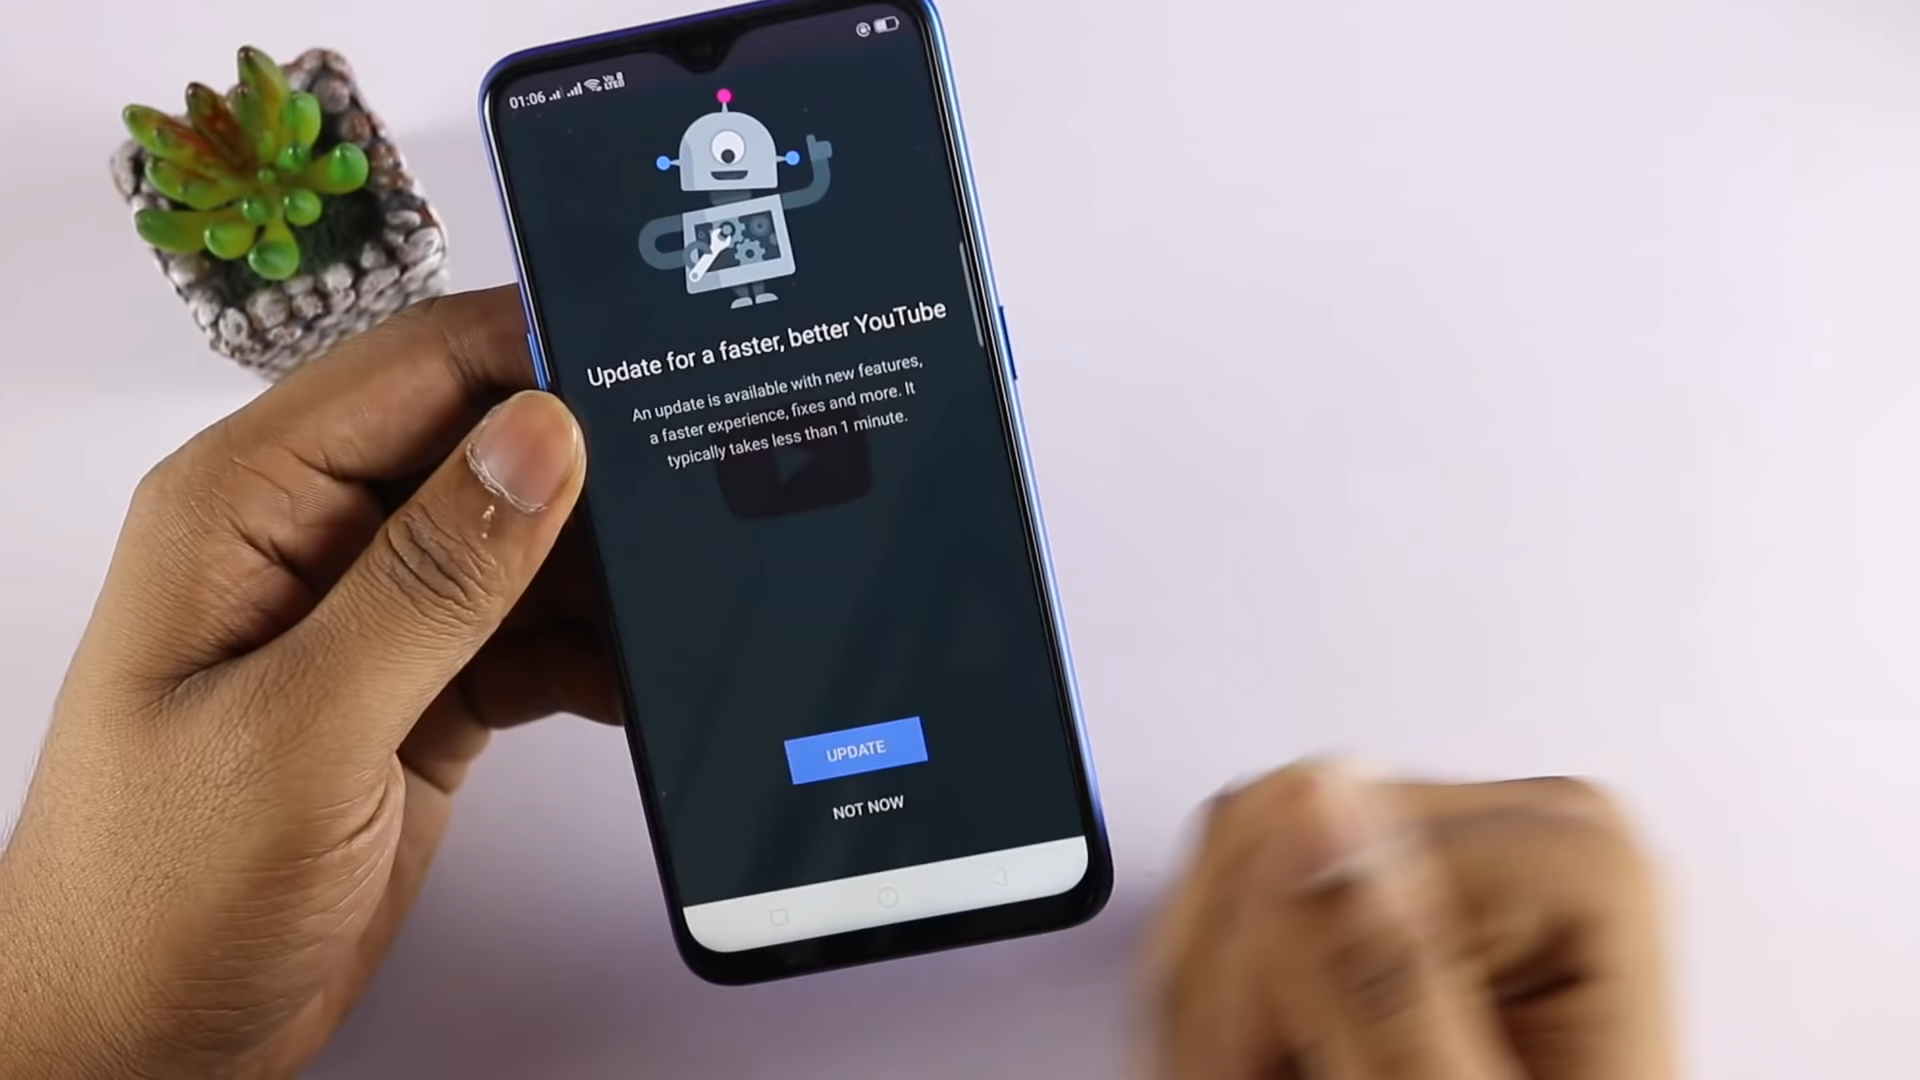 01:06
Update for a faster, better YouTube
An update is available with new features,
a faster experience, fixes and more. It
typically takes less than 1 minute.
UPDATE
NOT NOW